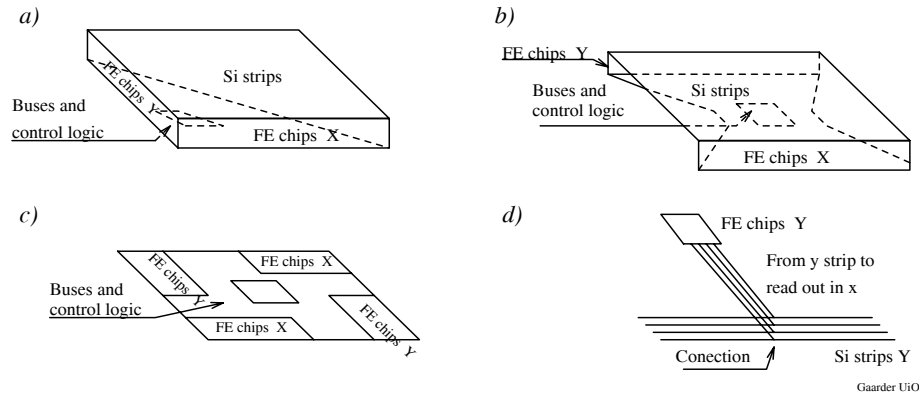 a)
Si strips
FE chips Y
Buses and
control logic
FE chips X
b)
FE chips Y
Buses and
control logic
Si strips
FE chips X
c)
FE chips Y
FE chips X
Buses and
control logic
FE chips X
FE chips Y
d)
FE chips Y
From y strip to
read out in x
Conection
Si strips Y
Gaarder UiO